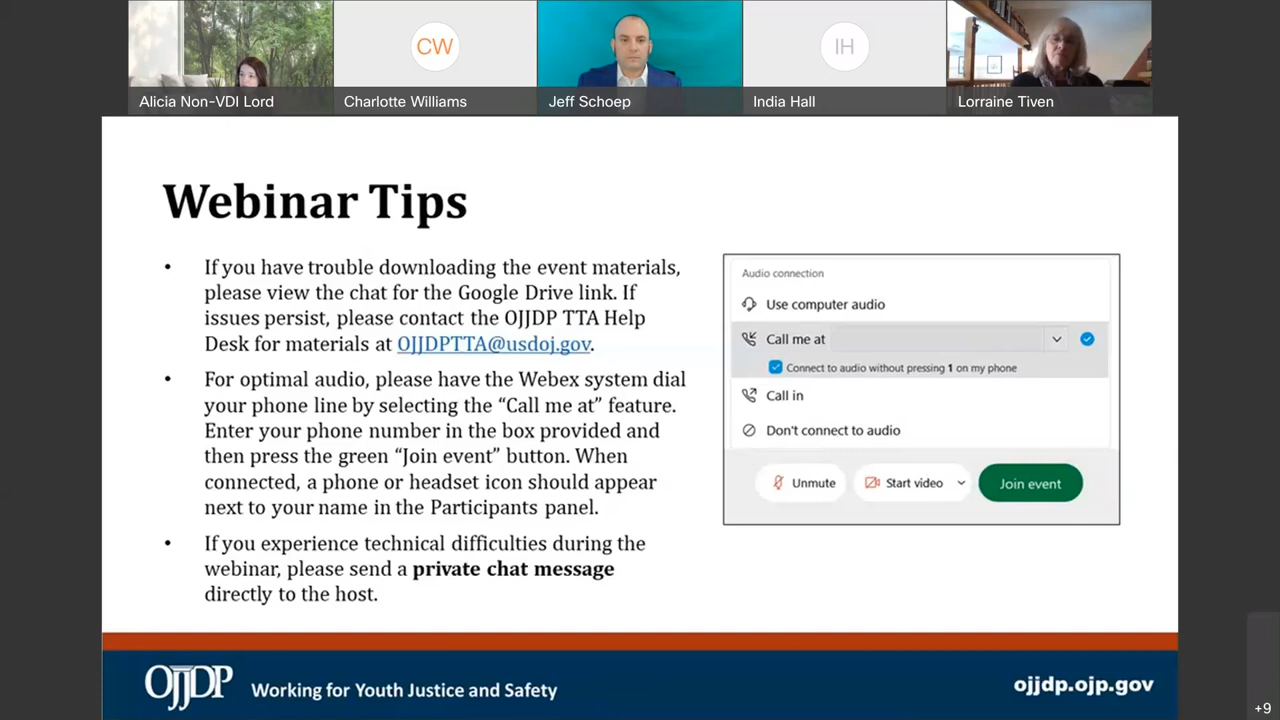 CW
IH
Alicia Non-VDI Lord
Charlotte Williams
Jeff Schoep
India Hall
Lorraine Tiven
Webinar Tips
• If you have trouble downloading the event materials,
please view the chat for the Google Drive link. If
issues persist, please contact the OJJDP TTA Help
Desk for materials at OJJDPTTA@usdoj.gov.
• For optimal audio, please have the Webex system dial
your phone line by selecting the “Call me at” feature.
Enter your phone number in the box provided and
then press the green “Join event” button. When
connected, a phone or headset icon should appear
next to your name in the Participants panel.
• If you experience technical difficulties during the
webinar, please send a private chat message
directly to the host.
Audio connection
Use computer audio
Call me at
Connect to audio without pressing 1 on my phone
Call in
Don't connect to audio
Unmute
Start video
Join event
OJJDP
Working for Youth Justice and Safety
ojjdp.ojp.gov
+9